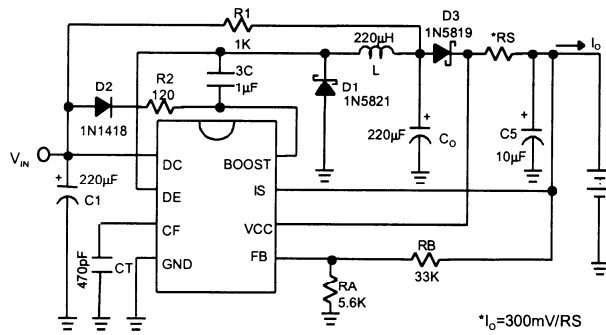 R1
1K
D3
1N5819
*RS
I_O
220μH
L
3C
1μF
D1
1N5821
D2
1N1418
R2
120
220μF
C_O
C5
10μF
V_IN
220μF
C1
DC
BOOST
DE
IS
CF
VCC
GND
FB
470pF
CT
RB
33K
RA
5.6K
*I_O=300mV/RS
+
+
+